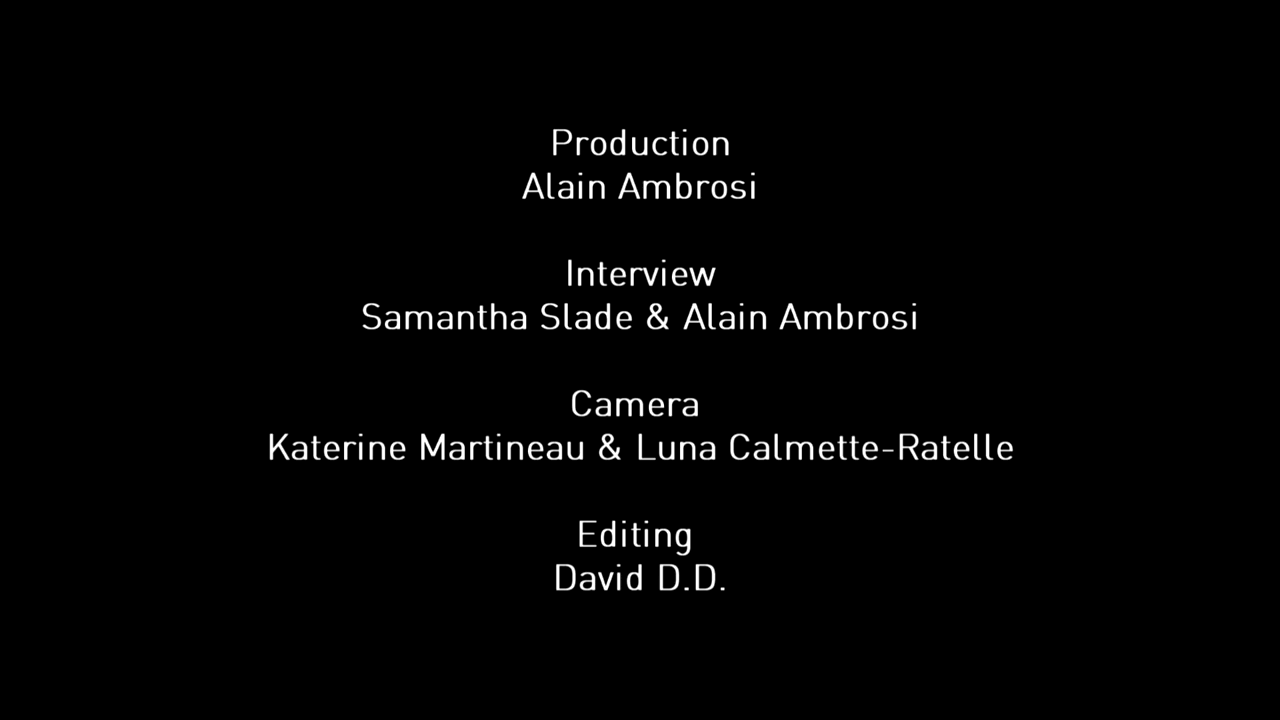 Production
Alain Ambrosi
Interview
Samantha Slade & Alain Ambrosi
Camera
Katerine Martineau & Luna Calmette-Ratelle
Editing
David D.D.